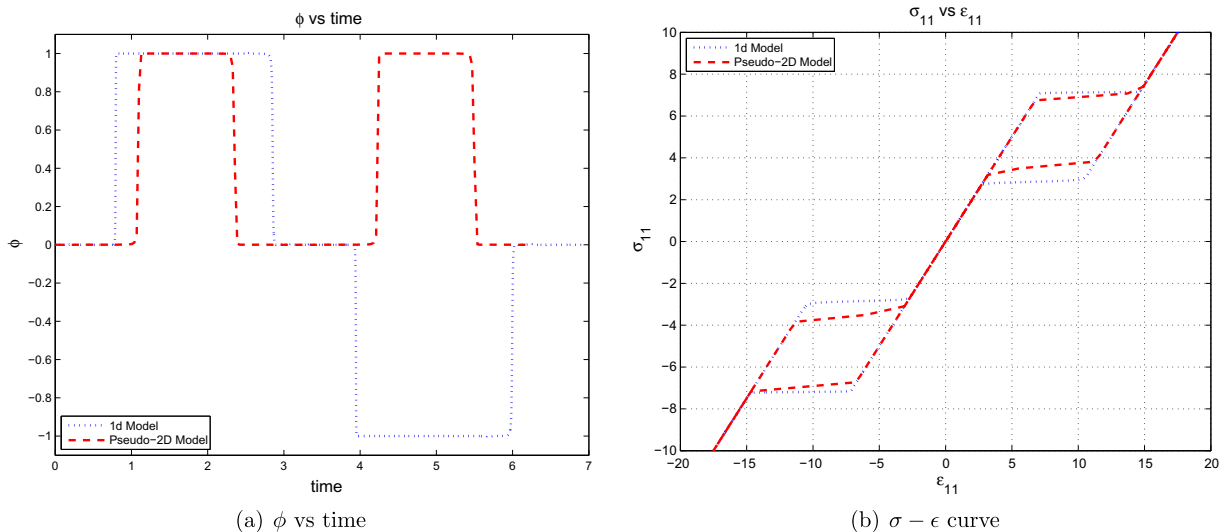 ϕ vs time
1
0.8
0.6
0.4
0.2
0
−0.2
−0.4
−0.6
−0.8
−1
ϕ
1d Model
Pseudo−2D Model
0 1 2 3 4 5 6 7
time
(a) ϕ vs time
σ11 vs ε11
10
8
6
4
2
0
−2
−4
−6
−8
−10
σ11
1d Model
Pseudo−2D Model
−20 −15 −10 −5 0 5 10 15 20
ε11
(b) σ − ϵ curve